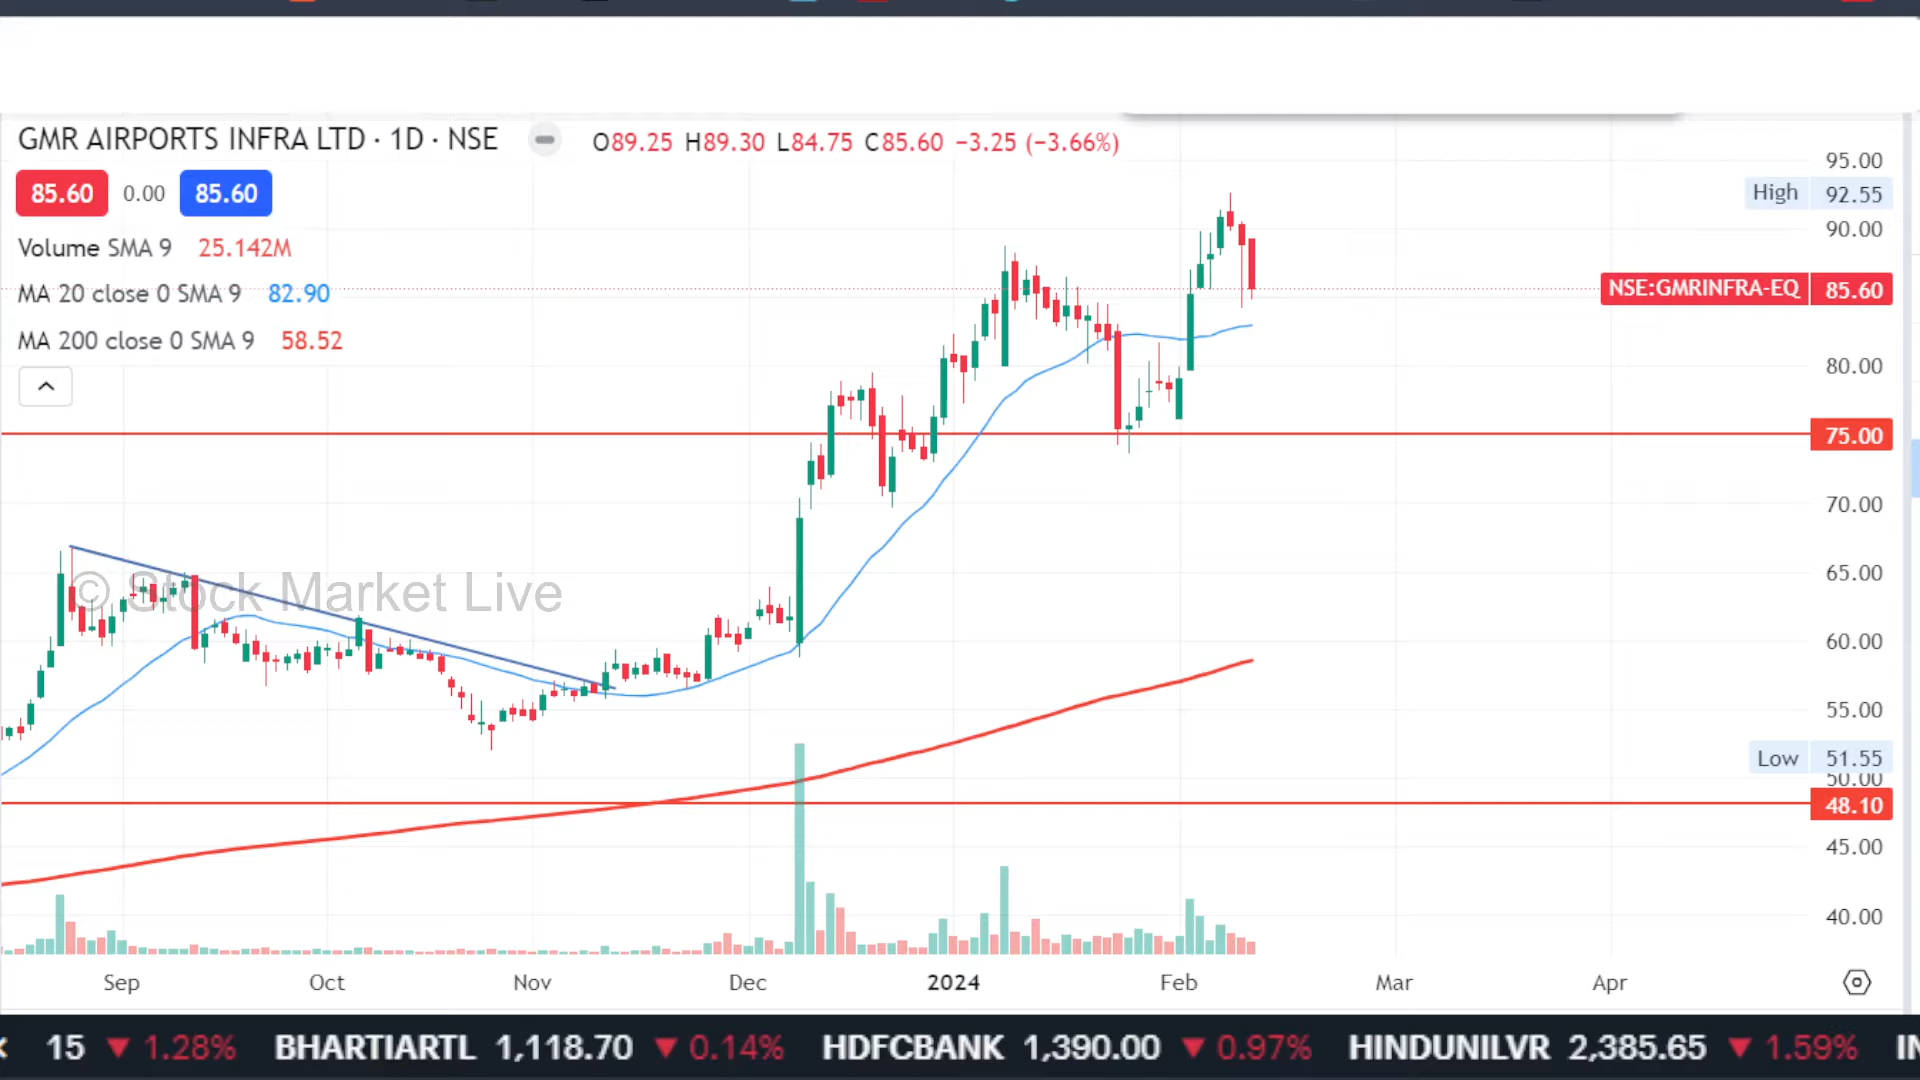 GMR AIRPORTS INFRA LTD · 1D · NSE O89.25 H89.30 L84.75 C85.60 −3.25 (−3.66%)
85.60 0.00 85.60
Volume SMA 9 25.142M
MA 20 close 0 SMA 9 82.90
MA 200 close 0 SMA 9 58.52
95.00
High 92.55
90.00
NSE:GMRINFRA-EQ 85.60
80.00
75.00
70.00
65.00
© Stock Market Live
60.00
55.00
Low 51.55
50.00
48.10
45.00
40.00
Sep Oct Nov Dec 2024 Feb Mar Apr
15 ▼ 1.28% BHARTIARTL 1,118.70 ▼ 0.14% HDFCBANK 1,390.00 ▼ 0.97% HINDUNILVR 2,385.65 ▼ 1.59%